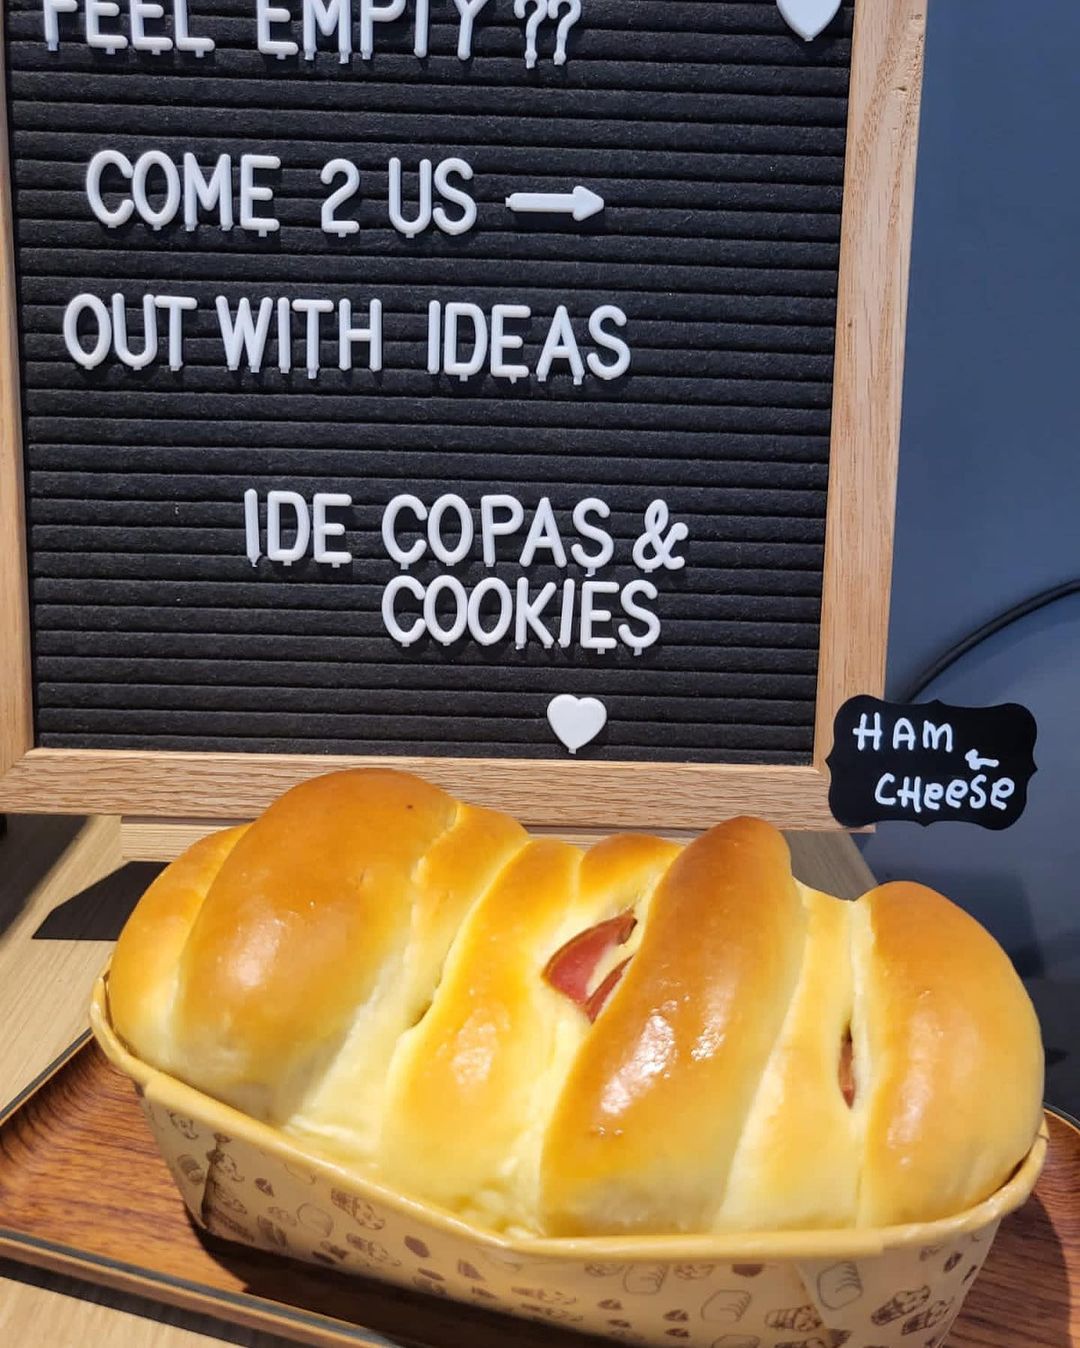 FEEL EMPTY??
COME 2 US →
OUT WITH IDEAS
IDE COPAS &
COOKIES
HAM &
CHEESE